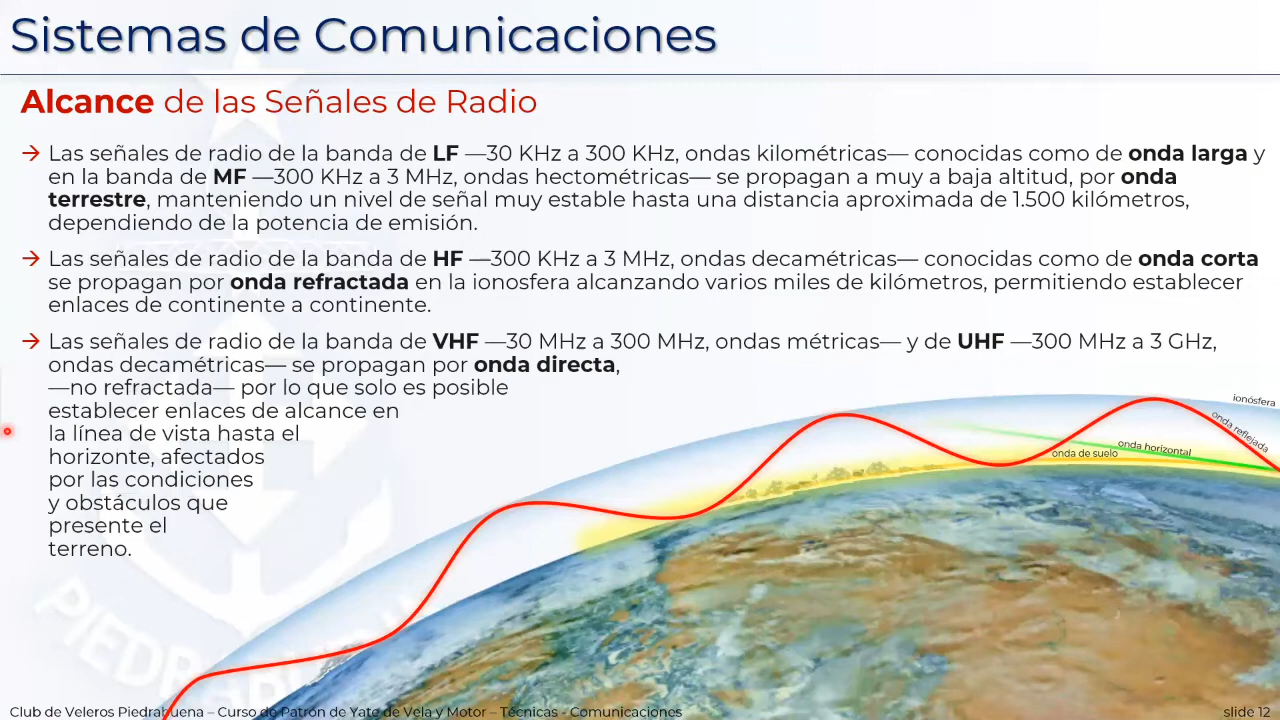 Sistemas de Comunicaciones
Alcance de las Señales de Radio
→ Las señales de radio de la banda de LF —30 KHz a 300 KHz, ondas kilométricas— conocidas como de onda larga y
en la banda de MF —300 KHz a 3 MHz, ondas hectométricas— se propagan a muy a baja altitud, por onda
terrestre, manteniendo un nivel de señal muy estable hasta una distancia aproximada de 1.500 kilómetros,
dependiendo de la potencia de emisión.
→ Las señales de radio de la banda de HF —300 KHz a 3 MHz, ondas decamétricas— conocidas como de onda corta
se propagan por onda refractada en la ionosfera alcanzando varios miles de kilómetros, permitiendo establecer
enlaces de continente a continente.
→ Las señales de radio de la banda de VHF —30 MHz a 300 MHz, ondas métricas— y de UHF —300 MHz a 3 GHz,
ondas decamétricas— se propagan por onda directa,
—no refractada— por lo que solo es posible
establecer enlaces de alcance en
la línea de vista hasta el
horizonte, afectados
por las condiciones
y obstáculos que
presente el
terreno.
ionósfera
onda reflejada
onda horizontal
onda de suelo
Club de Veleros Piedrabuena – Curso de Patrón de Yate de Vela y Motor – Técnicas - Comunicaciones
slide 12